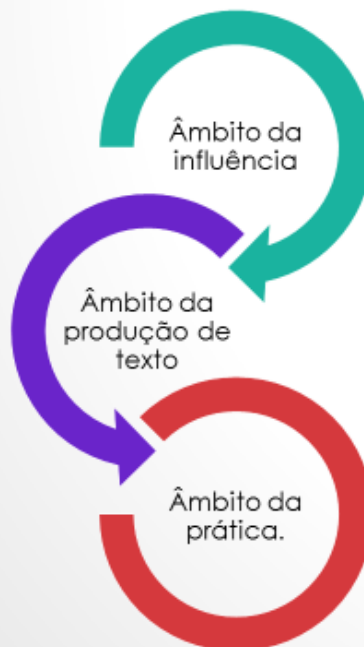 Âmbito da
influência
Âmbito da
produção de
texto
Âmbito da
prática.